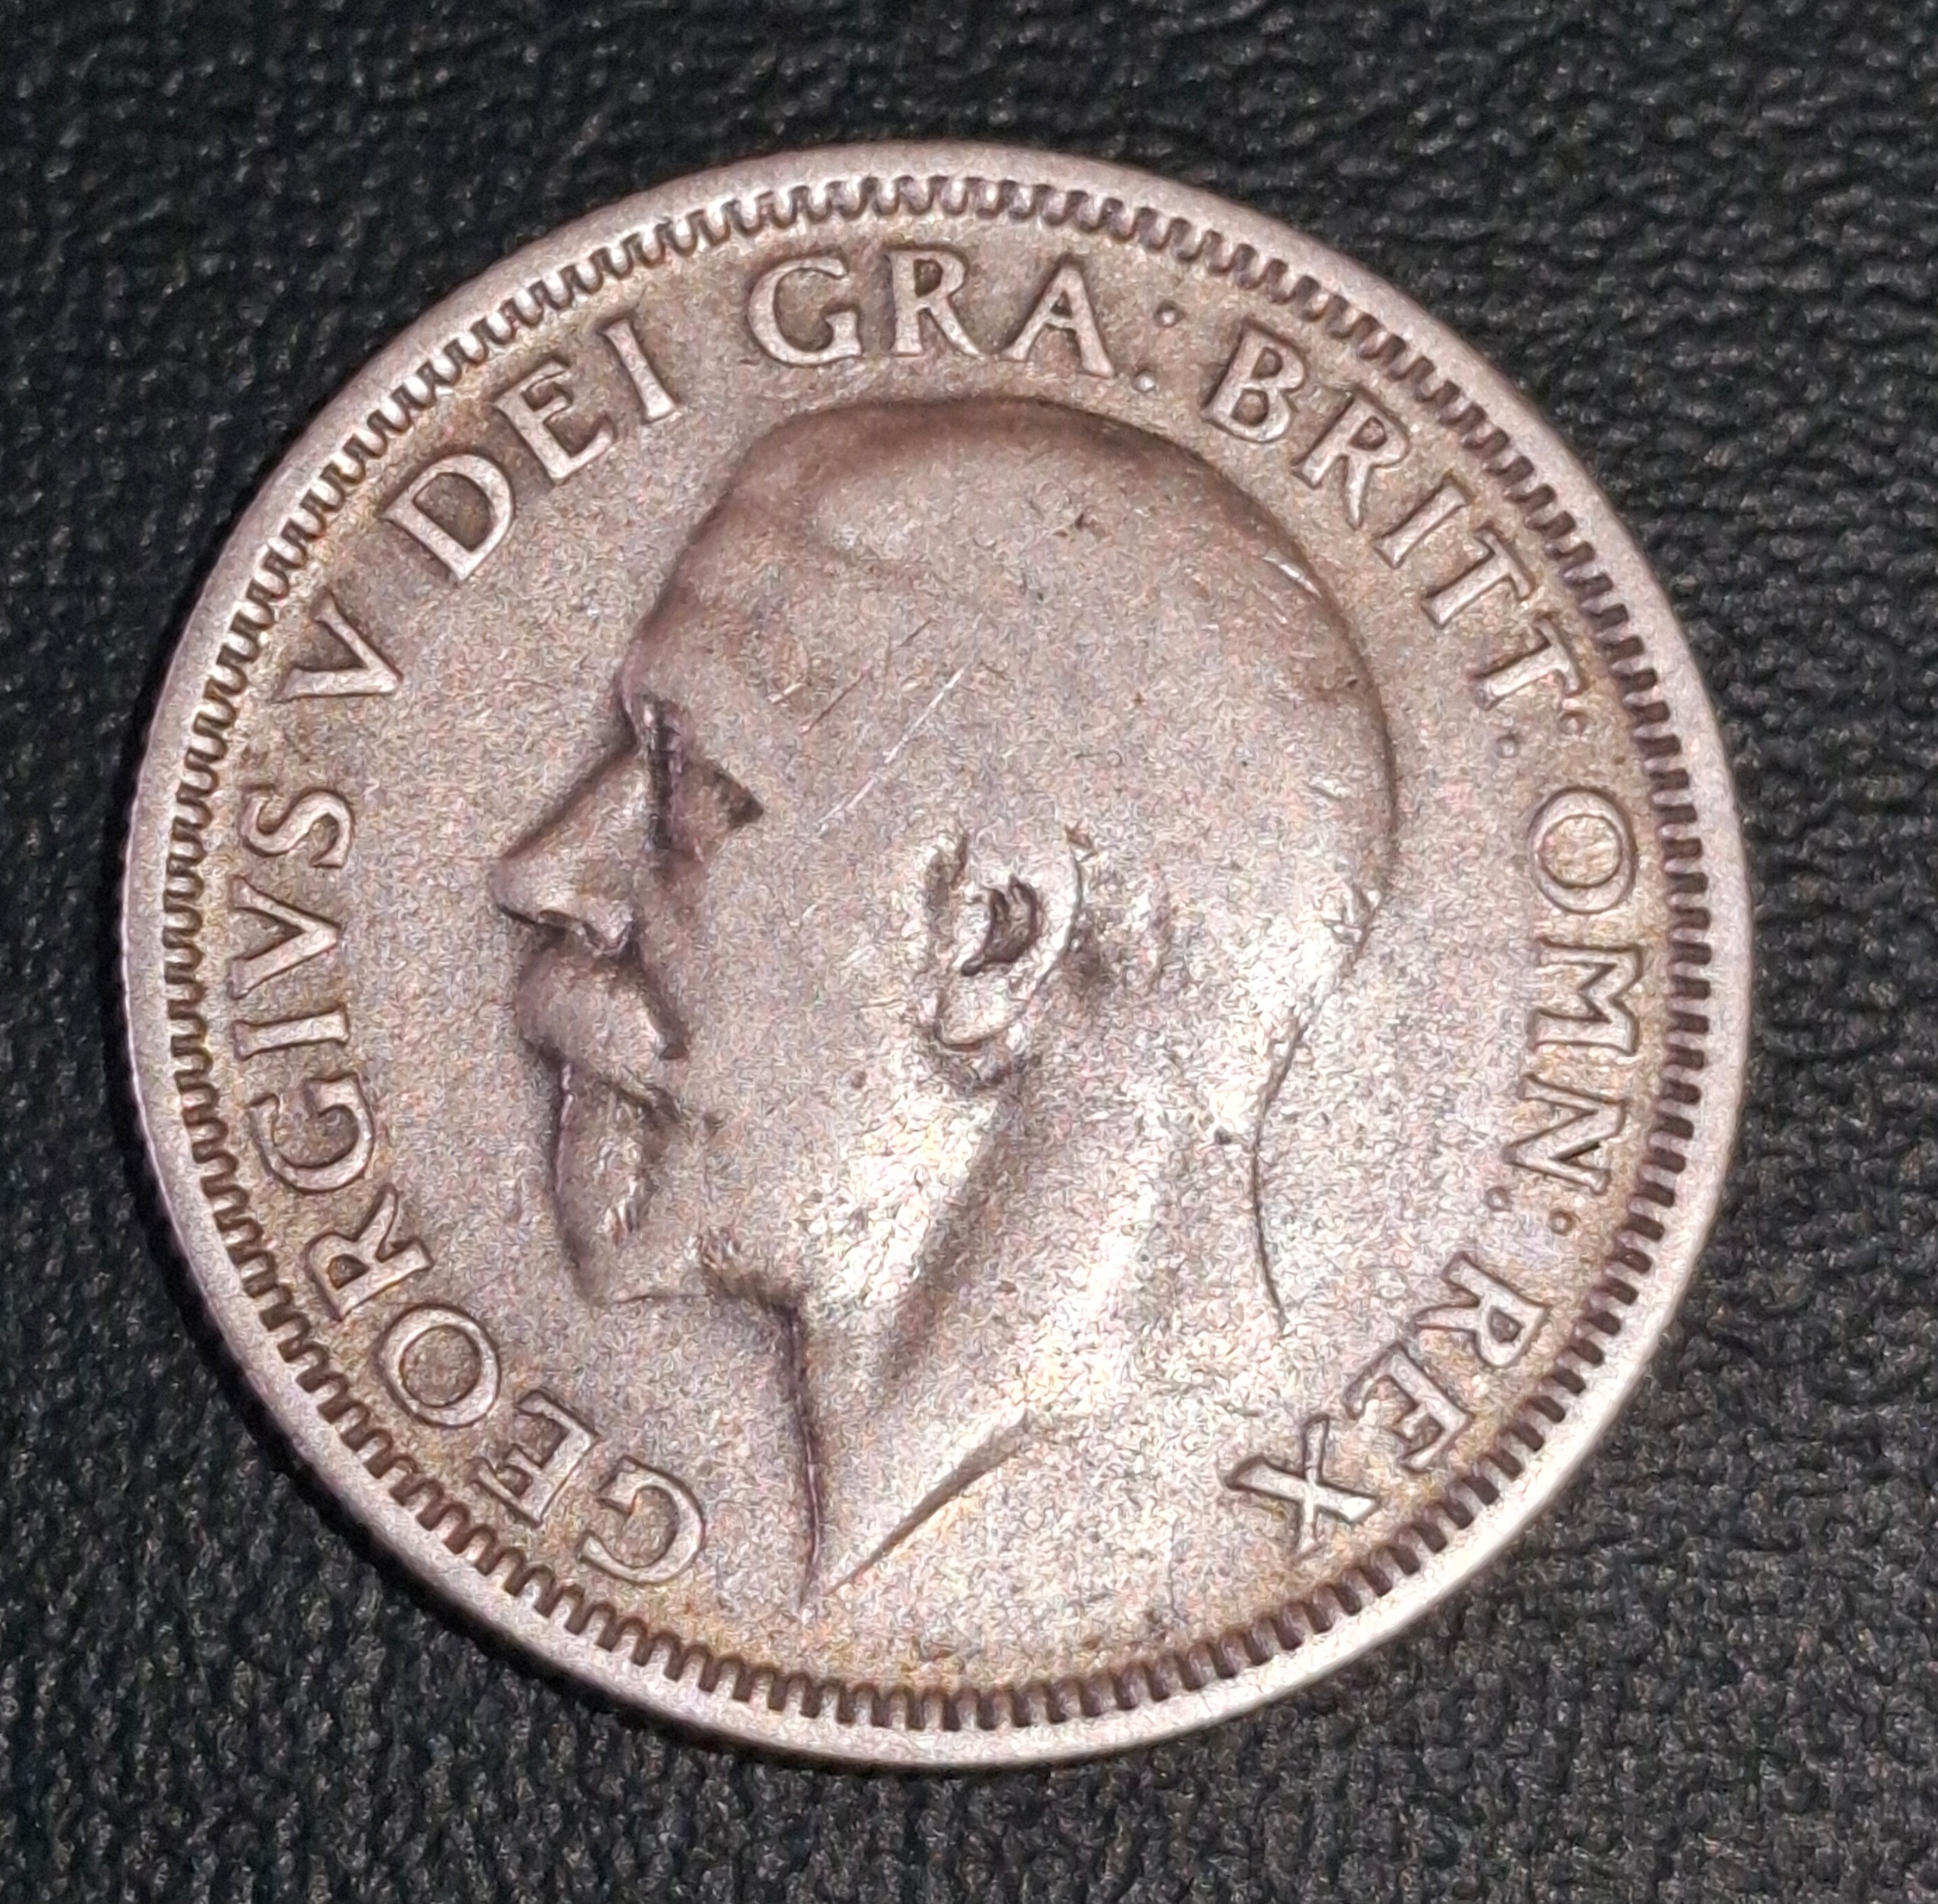 GEORGIVS V DEI GRA: BRITT: OMN: REX